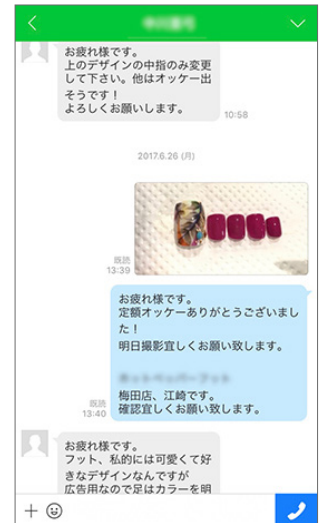 お疲れ様です。
上のデザインの中指のみ変更
して下さい。他はオッケー出
そうです！
よろしくお願いします。
10:58
2017.6.26 (月)
既読
13:39
お疲れ様です。
定額オッケーありがとうございまし
た！
明日撮影宜しくお願い致します。
梅田店、江崎です。
確認宜しくお願い致します。
既読
13:40
お疲れ様です。
フット、私的には可愛くて好
きなデザインなんですが
広告用なので足はカラーを明